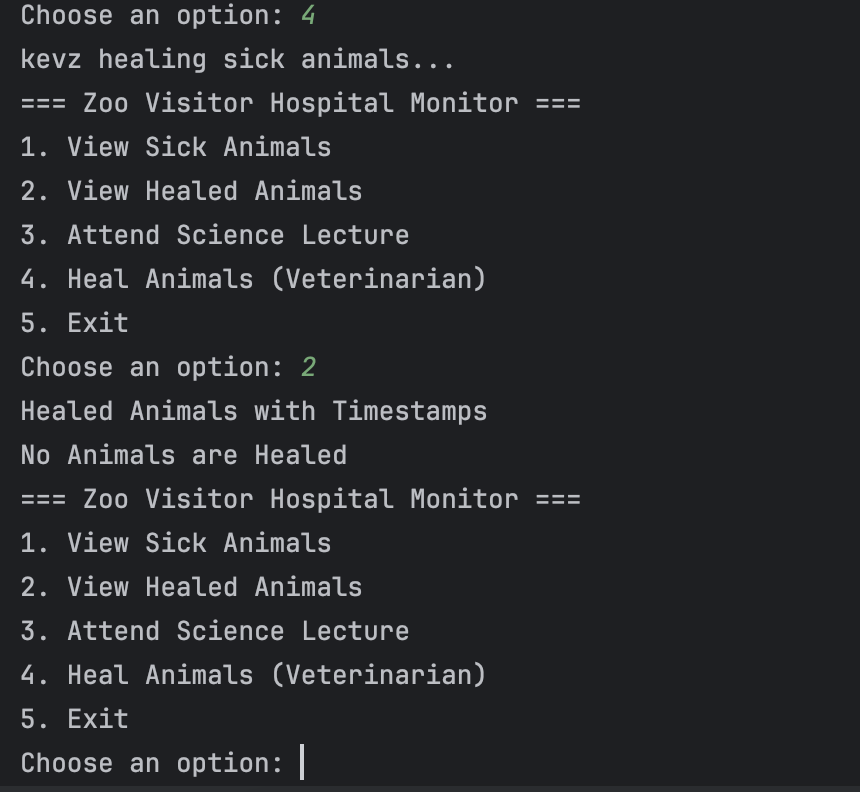 Choose an option: 4
kevz healing sick animals...
=== Zoo Visitor Hospital Monitor ===
1. View Sick Animals
2. View Healed Animals
3. Attend Science Lecture
4. Heal Animals (Veterinarian)
5. Exit
Choose an option: 2
Healed Animals with Timestamps
No Animals are Healed
=== Zoo Visitor Hospital Monitor ===
1. View Sick Animals
2. View Healed Animals
3. Attend Science Lecture
4. Heal Animals (Veterinarian)
5. Exit
Choose an option: